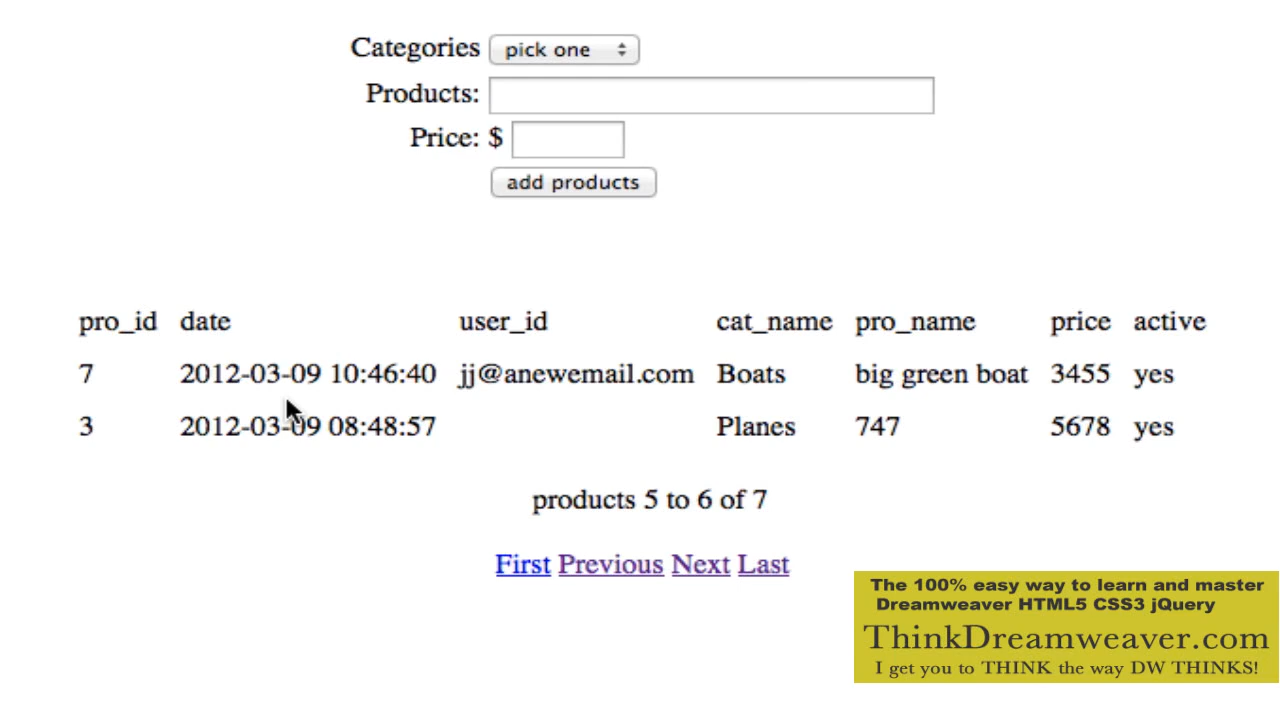 Categories pick one
Products:
Price: $
add products
pro_id date user_id cat_name pro_name price active
7 2012-03-09 10:46:40 jj@anewemail.com Boats big green boat 3455 yes
3 2012-03-09 08:48:57 Planes 747 5678 yes
products 5 to 6 of 7
First Previous Next Last
The 100% easy way to learn and master
Dreamweaver HTML5 CSS3 jQuery
ThinkDreamweaver.com
I get you to THINK the way DW THINKS!